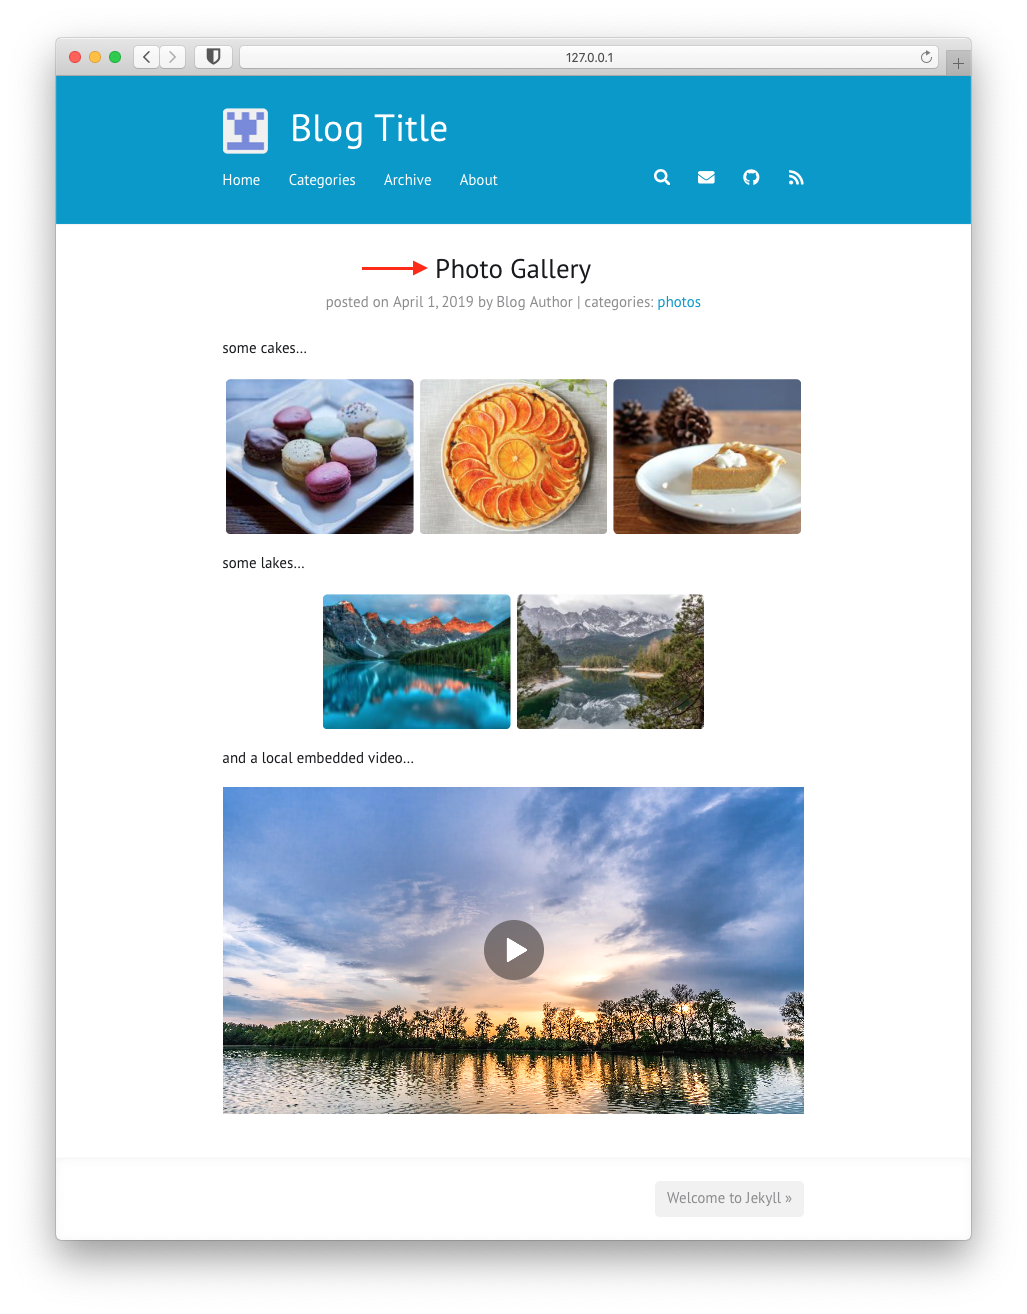 127.0.0.1
Blog Title
Home Categories Archive About
Photo Gallery
posted on April 1, 2019 by Blog Author | categories: photos
some cakes...
some lakes...
and a local embedded video...
Welcome to Jekyll »